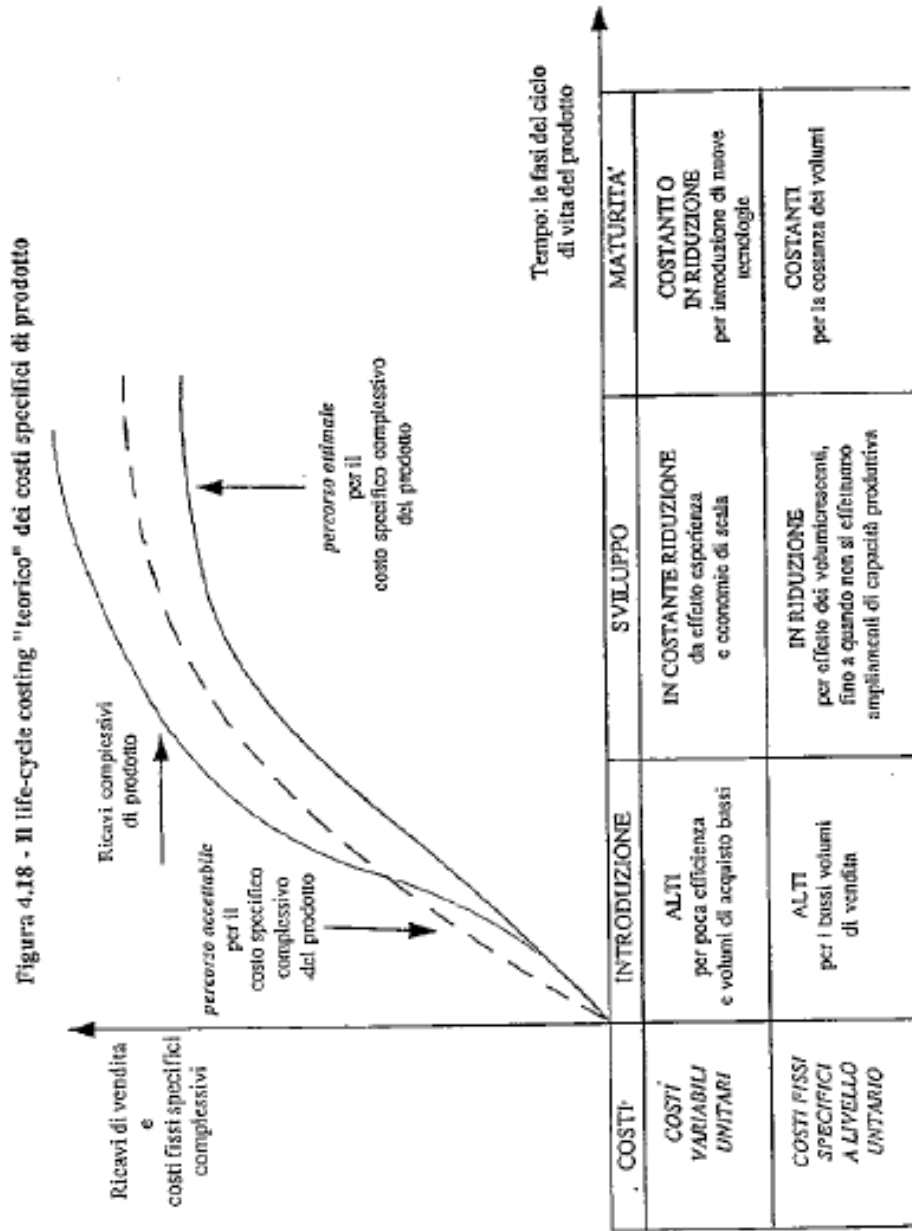 Figura 4.18 - Il life-cycle costing "teorico" dei costi specifici di prodotto
Ricavi di vendita
e
costi fissi specifici
complessivi
Ricavi complessivi
di prodotto
percorso accettabile
per il
costo specifico
complessivo
del prodotto
percorso ottimale
per il
costo specifico complessivo
del prodotto
Tempo: le fasi del ciclo
di vita del prodotto
COSTI
INTRODUZIONE
SVILUPPO
MATURITA'
COSTI
VARIABILI
UNITARI
ALTI
per poca efficienza
e volumi di acquisto bassi
IN COSTANTE RIDUZIONE
da effetto esperienza
e economie di scala
COSTANTI O
IN RIDUZIONE
per introduzione di nuove
tecnologie
COSTI FISSI
SPECIFICI
A LIVELLO
UNTARIO
ALTI
per i bassi volumi
di vendita
IN RIDUZIONE
per effetto dei volumicrescenti,
fino a quando non si effettuano
ampliamenti di capacità produttiva
COSTANTI
per la costanza dei volumi